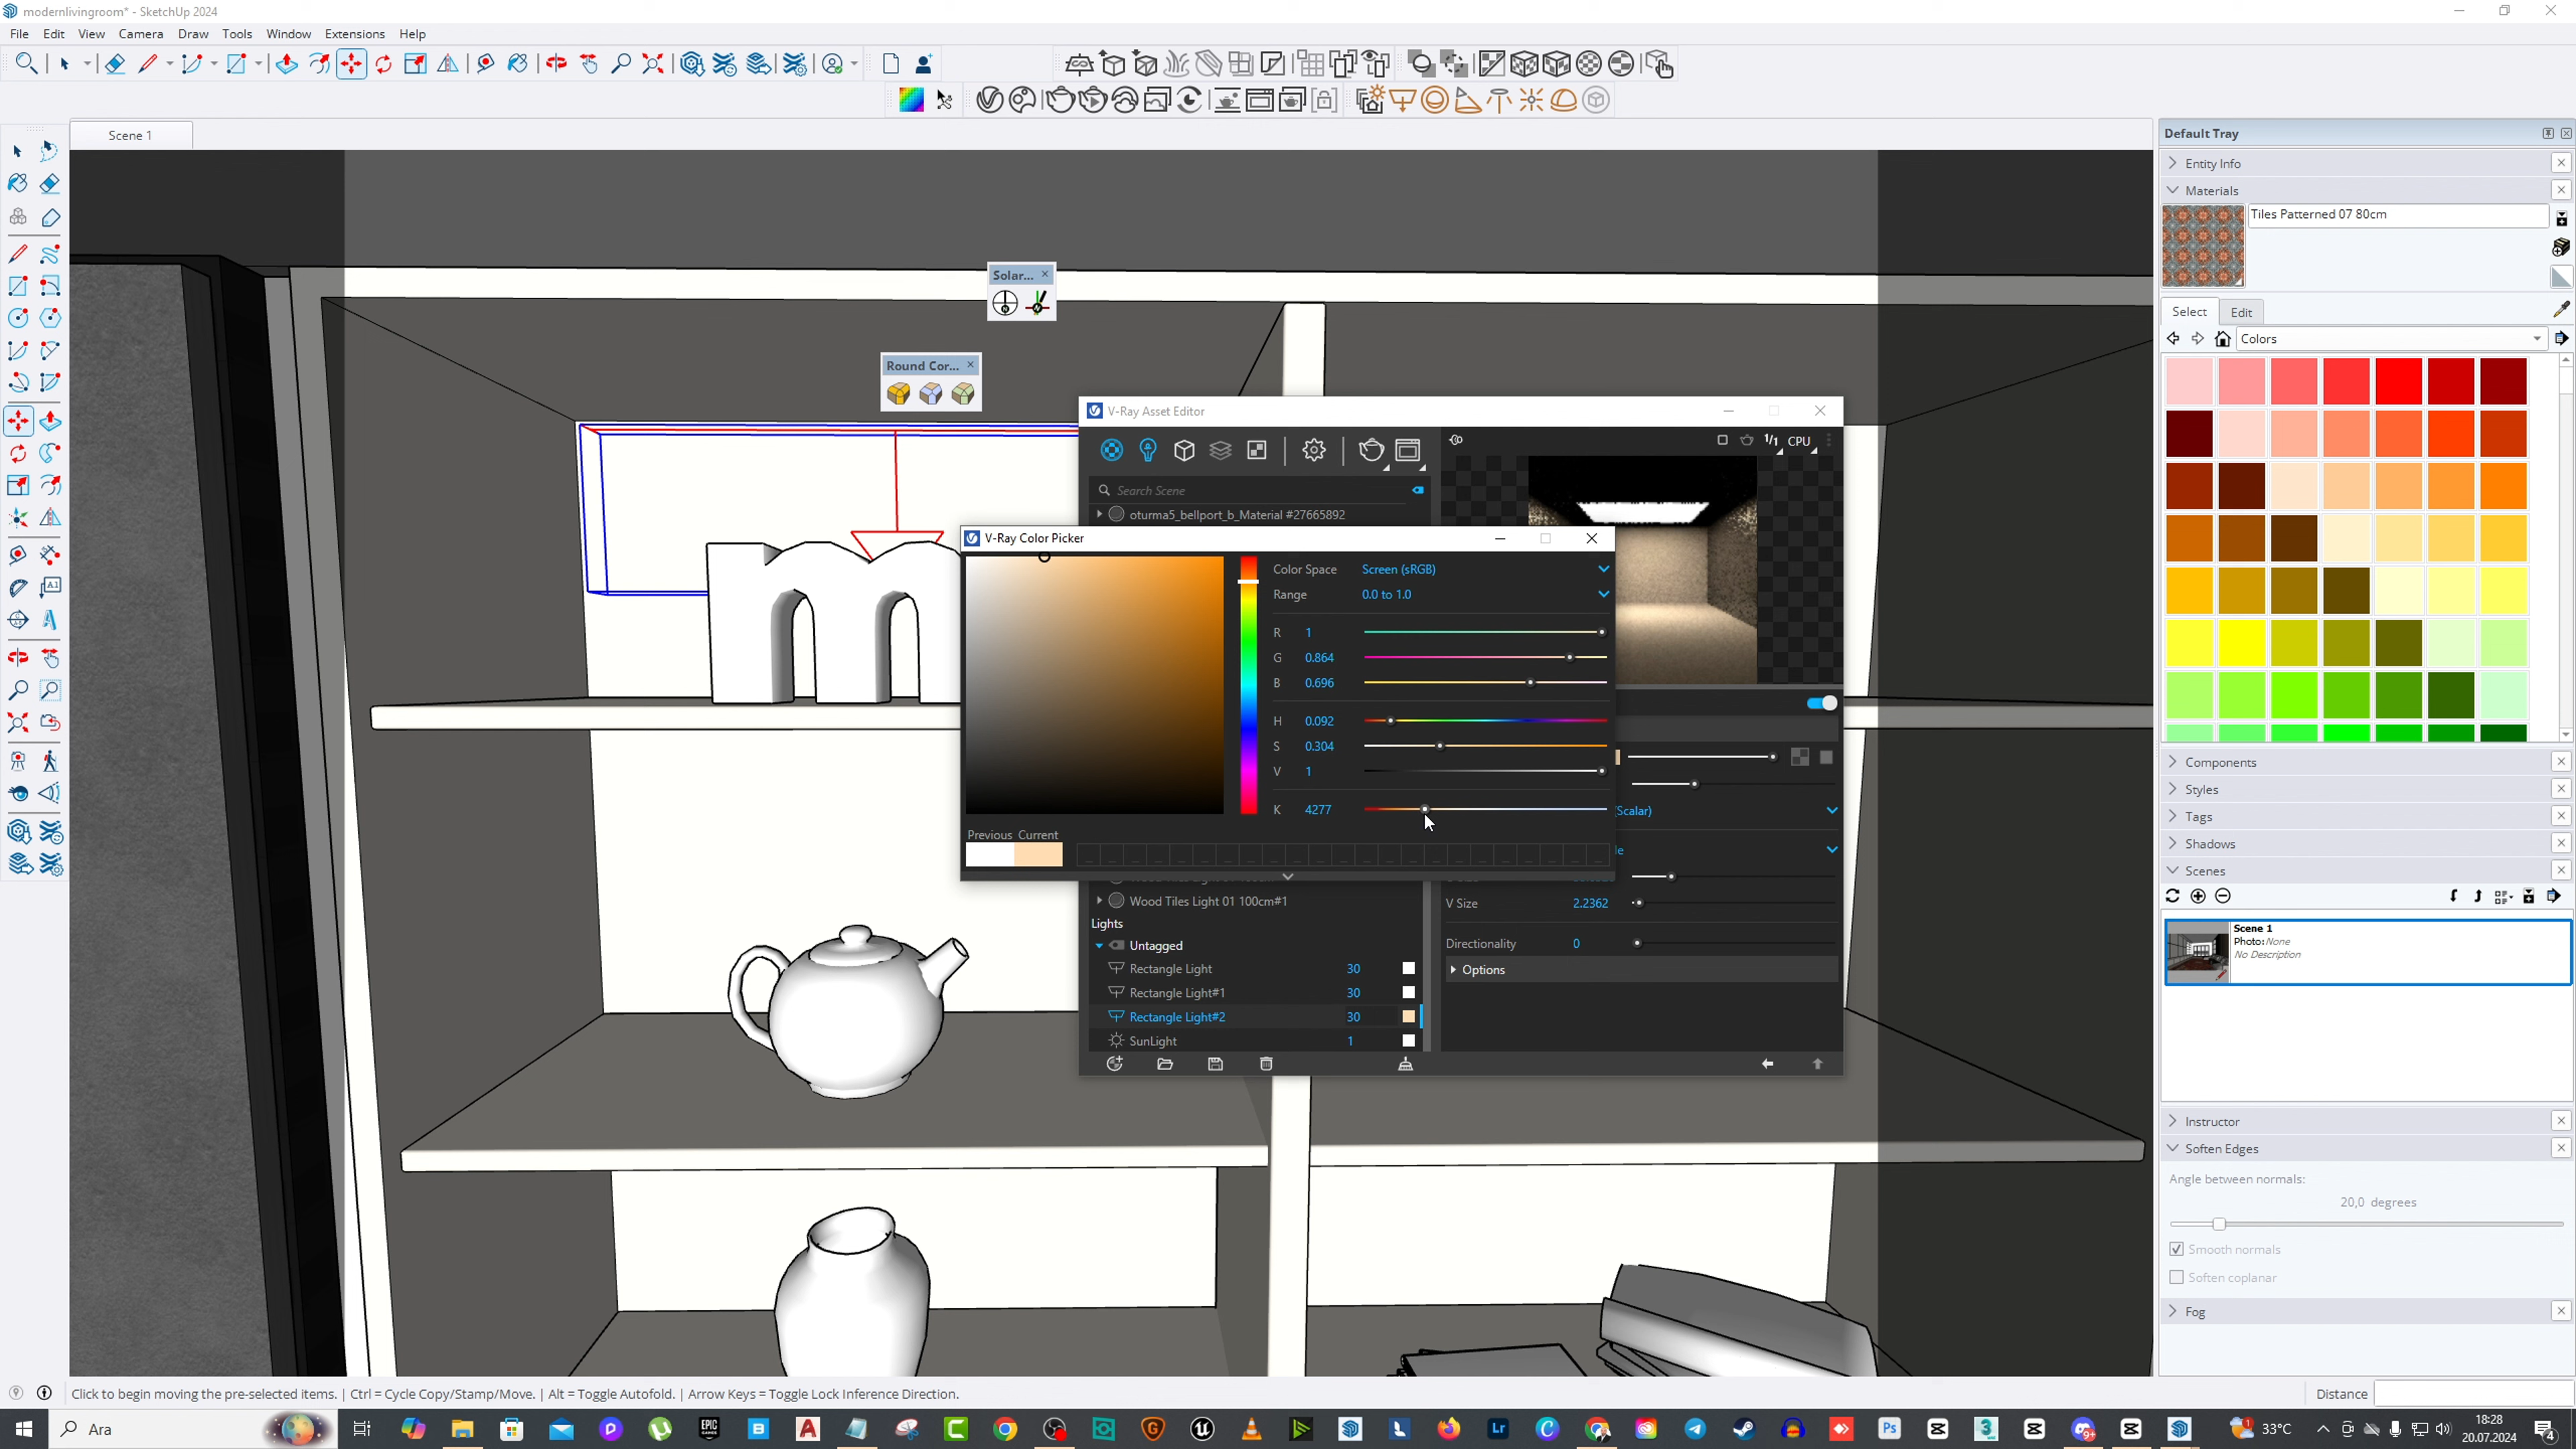 modernlivingroom* - SketchUp 2024
File Edit View Camera Draw Tools Window Extensions Help
Scene 1
Default Tray
Entity Info
Materials
Tiles Patterned 07 80cm
Select Edit
Colors
Solar...
Round Cor...
V-Ray Asset Editor
1/1 CPU
Search Scene
oturma5_bellport_b_Material #27665892
V-Ray Color Picker
Color Space Screen (sRGB)
Range 0.0 to 1.0
R 1
G 0.864
B 0.696
H 0.092
S 0.304
V 1
K 4277
Previous Current
(Scalar)
Wood Tiles Light 01 100cm#1
V Size 2.2362
Lights
Untagged
Directionality 0
Rectangle Light 30
Options
Rectangle Light#1 30
Rectangle Light#2 30
SunLight 1
Components
Styles
Tags
Shadows
Scenes
Scene 1
Photo: None
No Description
Instructor
Soften Edges
Angle between normals:
20,0 degrees
Smooth normals
Soften coplanar
Fog
Click to begin moving the pre-selected items. | Ctrl = Cycle Copy/Stamp/Move. | Alt = Toggle Autofold. | Arrow Keys = Toggle Lock Inference Direction.
Distance
Ara
33°C
18:28
20.07.2024